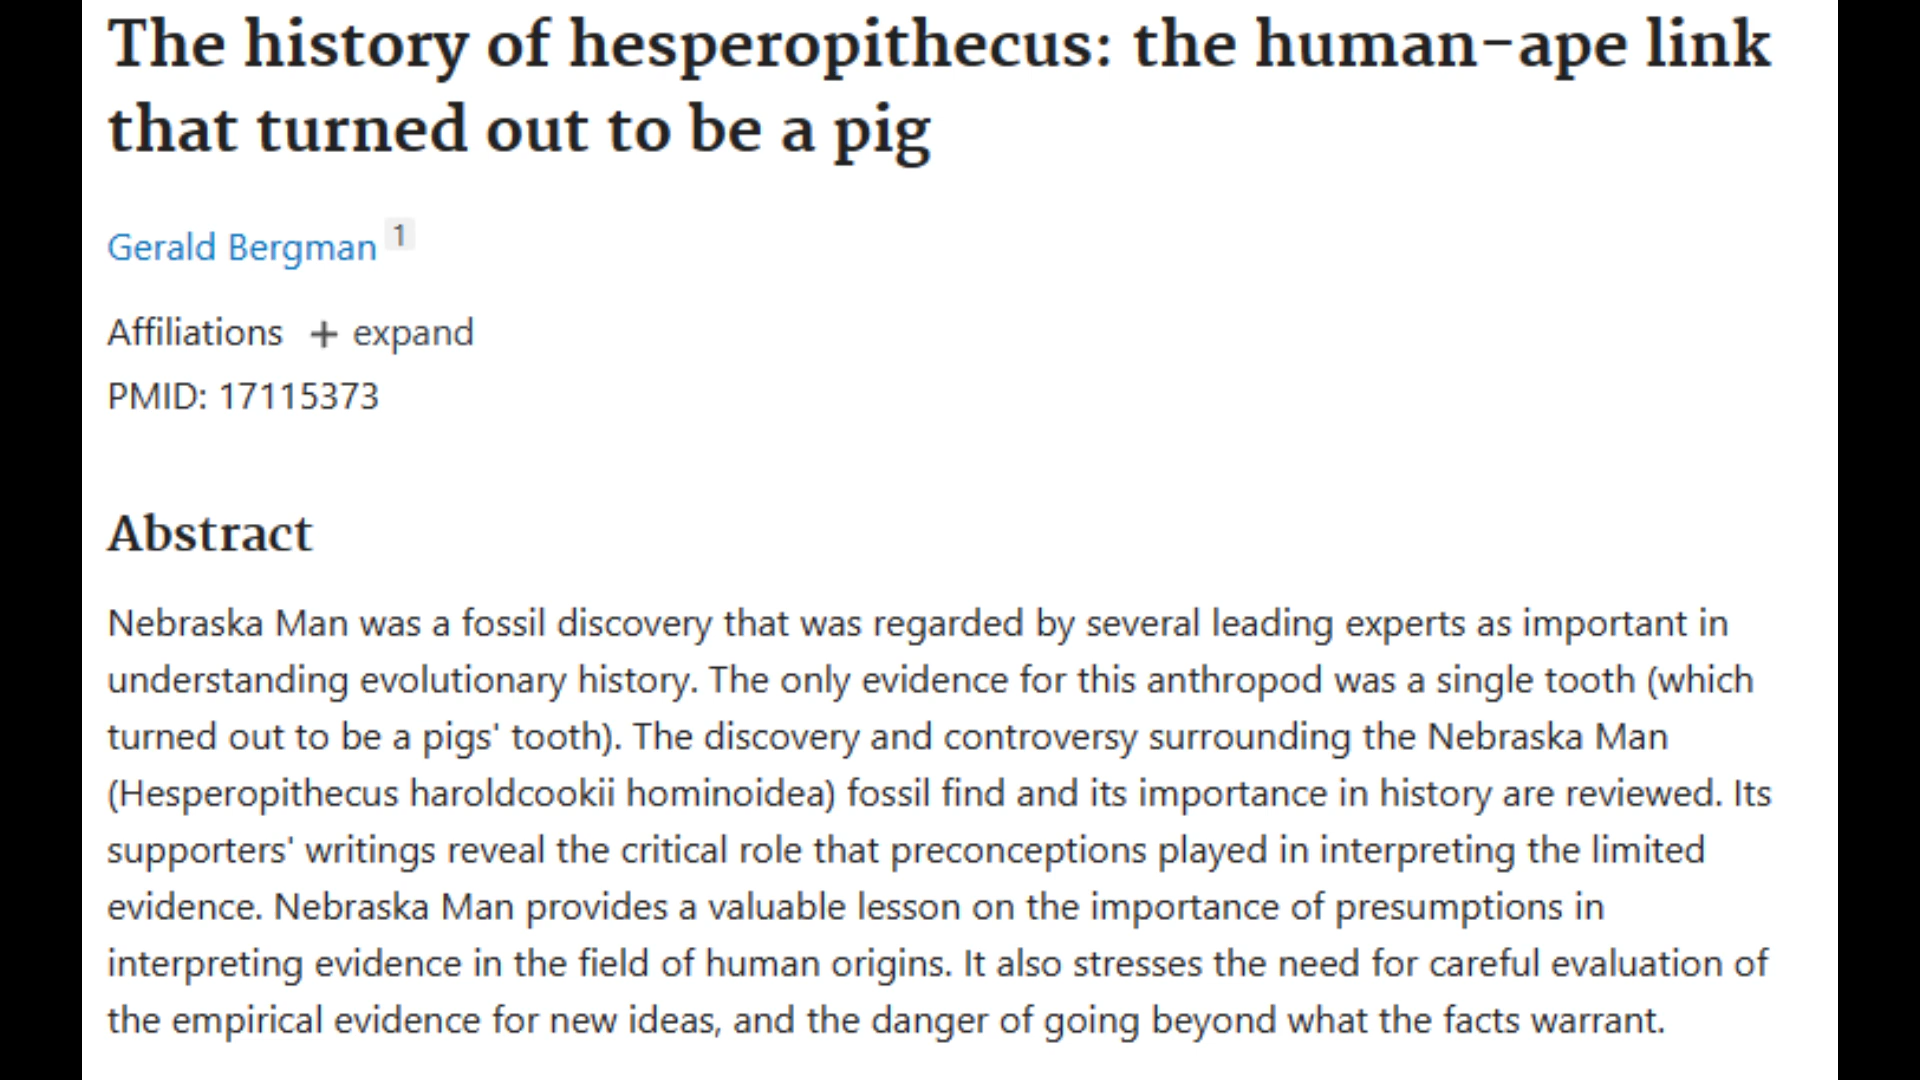 The history of hesperopithecus: the human-ape link
that turned out to be a pig
Gerald Bergman 1
Affiliations + expand
PMID: 17115373
Abstract
Nebraska Man was a fossil discovery that was regarded by several leading experts as important in
understanding evolutionary history. The only evidence for this anthropod was a single tooth (which
turned out to be a pigs' tooth). The discovery and controversy surrounding the Nebraska Man
(Hesperopithecus haroldcookii hominoidea) fossil find and its importance in history are reviewed. Its
supporters' writings reveal the critical role that preconceptions played in interpreting the limited
evidence. Nebraska Man provides a valuable lesson on the importance of presumptions in
interpreting evidence in the field of human origins. It also stresses the need for careful evaluation of
the empirical evidence for new ideas, and the danger of going beyond what the facts warrant.